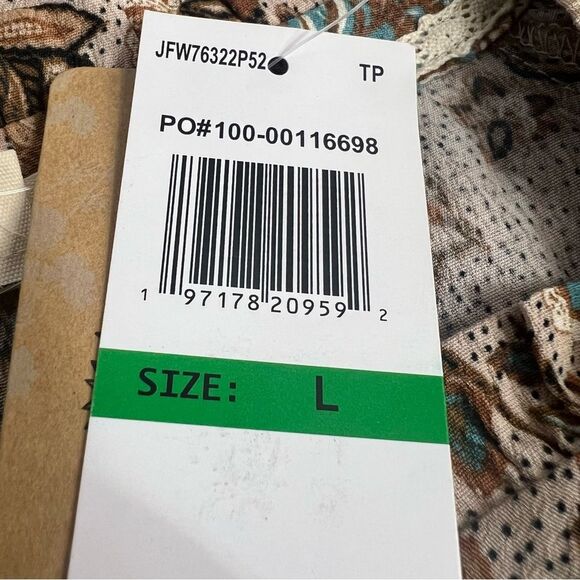 JFW76322P52 TP
PO#100-00116698
1 97178 20959 2
SIZE: L